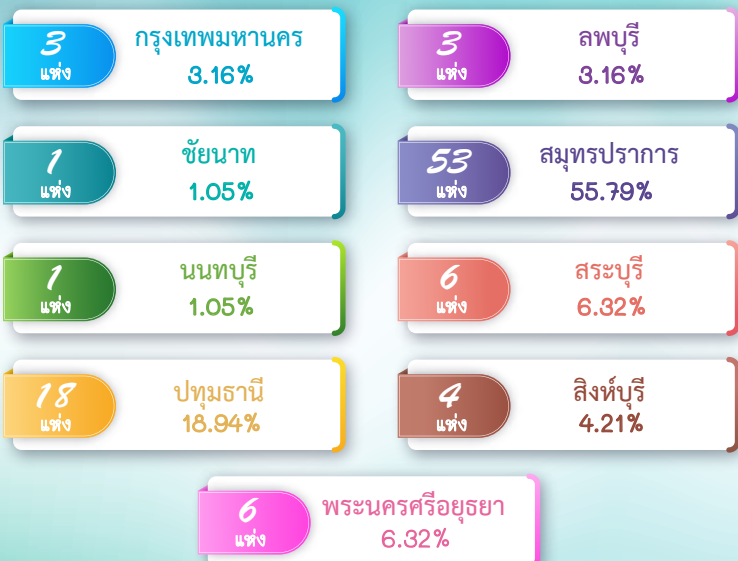 3
แห่ง
กรุงเทพมหานคร
3.16%
3
แห่ง
ลพบุรี
3.16%
1
แห่ง
ชัยนาท
1.05%
53
แห่ง
สมุทรปราการ
55.79%
1
แห่ง
นนทบุรี
1.05%
6
แห่ง
สระบุรี
6.32%
18
แห่ง
ปทุมธานี
18.94%
4
แห่ง
สิงห์บุรี
4.21%
6
แห่ง
พระนครศรีอยุธยา
6.32%